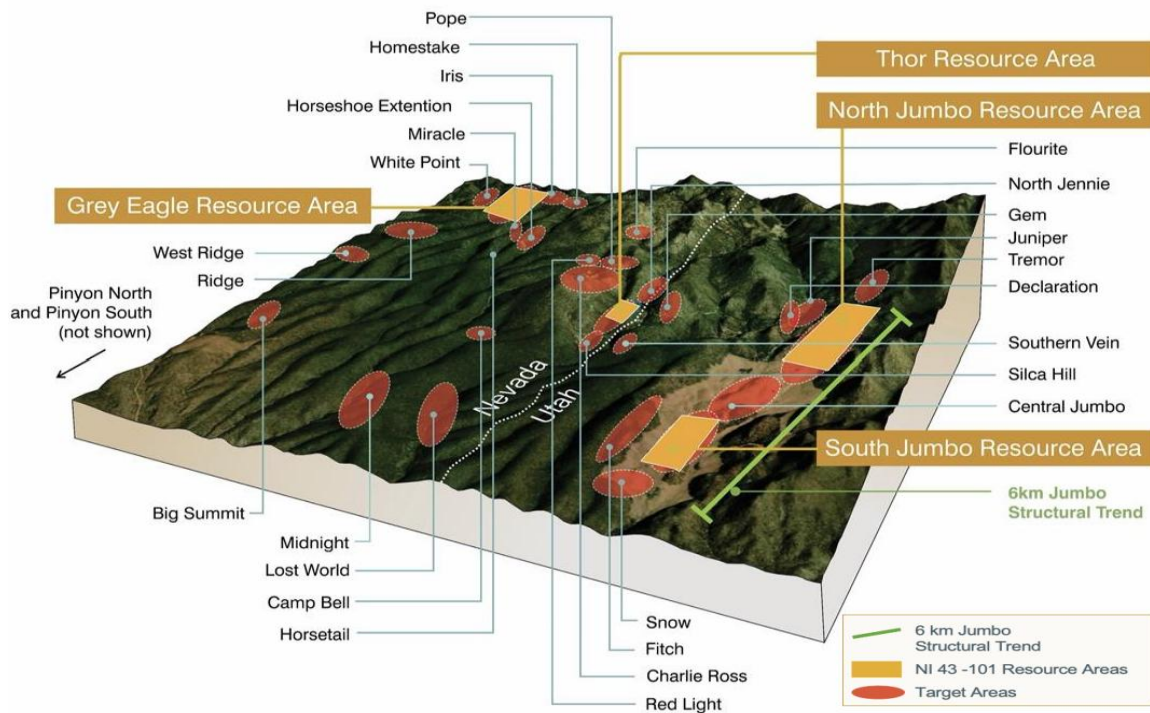 Pope
Homestake
Iris
Horseshoe Extention
Miracle
White Point
Grey Eagle Resource Area
West Ridge
Ridge
Pinyon North
and Pinyon South
(not shown)
Big Summit
Midnight
Lost World
Camp Bell
Horsetail
Nevada
Utah
Thor Resource Area
North Jumbo Resource Area
Flourite
North Jennie
Gem
Juniper
Tremor
Declaration
Southern Vein
Silca Hill
Central Jumbo
South Jumbo Resource Area
6km Jumbo
Structural Trend
Snow
Fitch
Charlie Ross
Red Light
6 km Jumbo
Structural Trend
NI 43 -101 Resource Areas
Target Areas